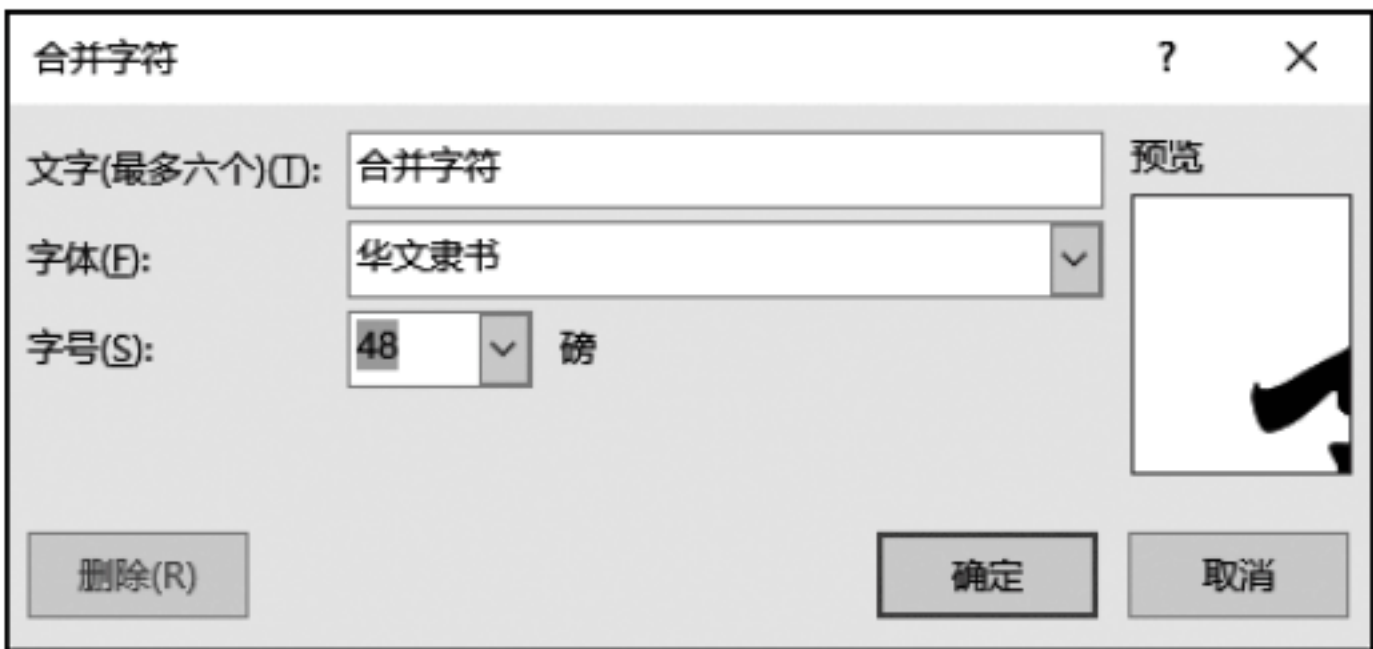 合并字符 ?
文字(最多六个)(T): 合并字符
预览
字体(F): 华文隶书
字号(S): 48 磅
删除(R) 确定 取消